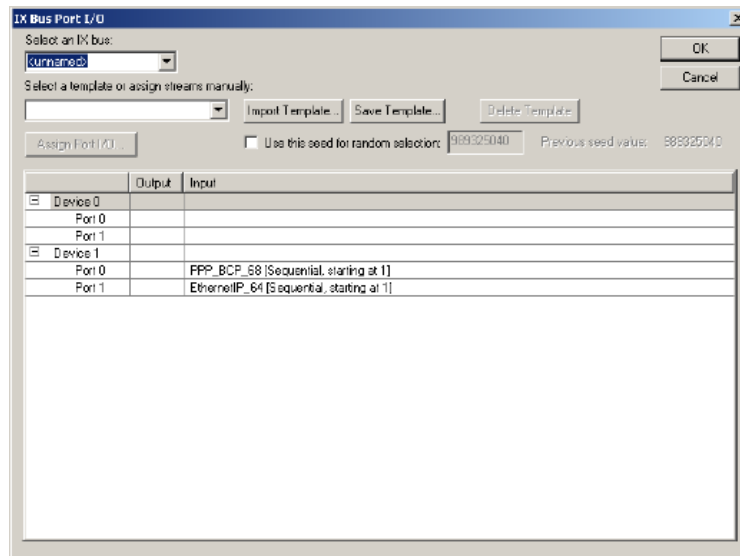 IX Bus Port I/O
Select an IX bus:
<unnamed>
OK
Cancel
Select a template or assign streams manually:
Import Template...
Save Template...
Delete Template
Assign Port I/O...
Use this seed for random selection:
989325040
Previous seed value:
989325040
Output Input
Device 0
Port 0
Port 1
Device 1
Port 0 PPP_BCP_68 [Sequential, starting at 1]
Port 1 EthernetIP_64 [Sequential, starting at 1]